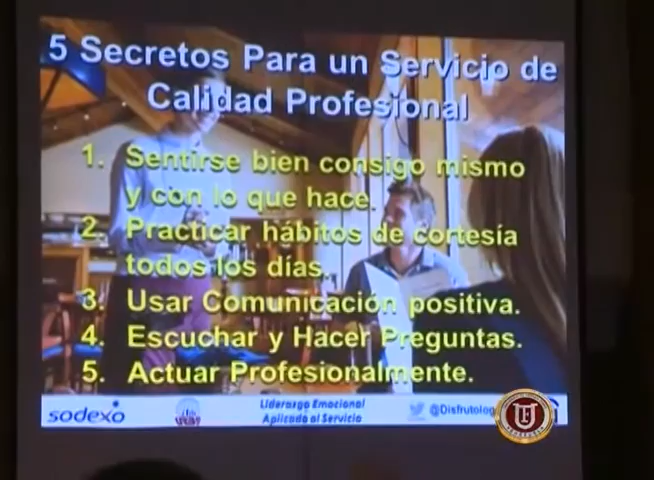 5 Secretos Para un Servicio de
Calidad Profesional
1. Sentirse bien consigo mismo
y con lo que hace.
2. Practicar hábitos de cortesía
todos los días.
3. Usar Comunicación positiva.
4. Escuchar y Hacer Preguntas.
5. Actuar Profesionalmente.
sodexo
Liderazgo Emocional
Aplicado al Servicio
@Disfrutolog